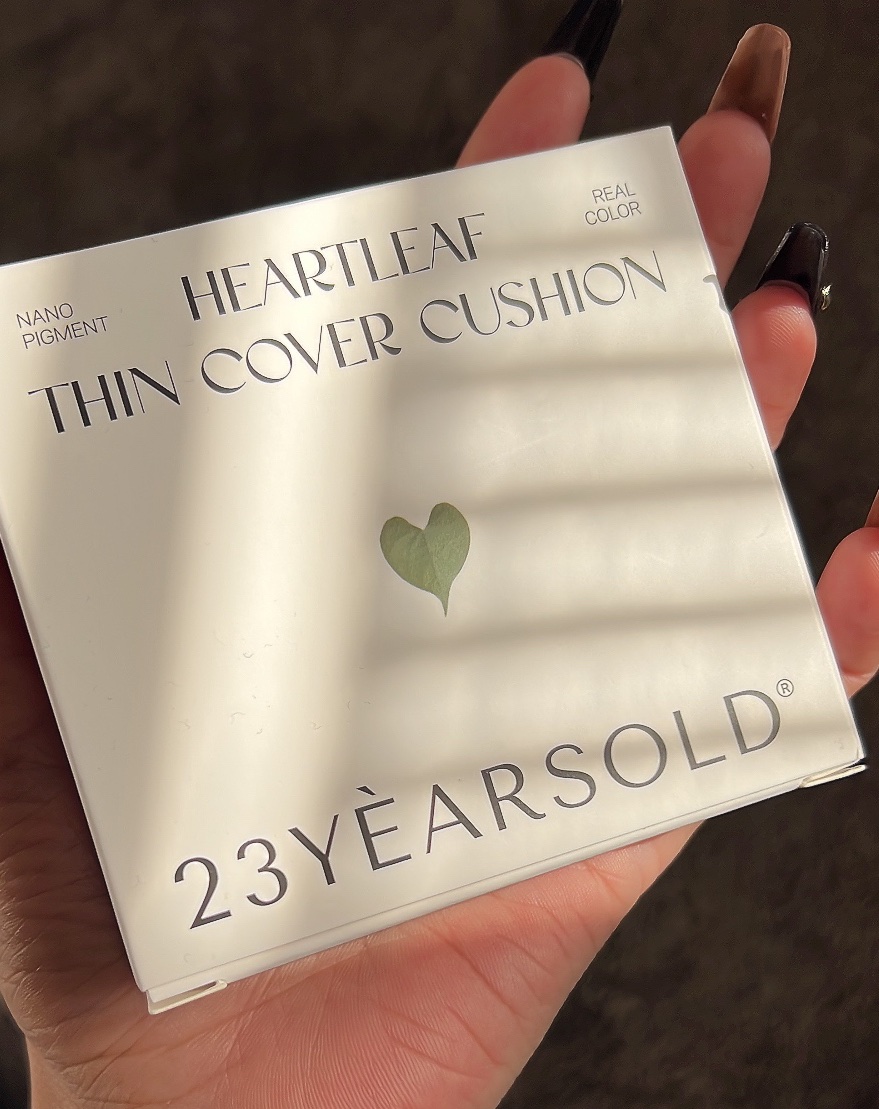 NANO
PIGMENT
REAL
COLOR
HEARTLEAF
THIN COVER CUSHION
23YÈARSOLD®